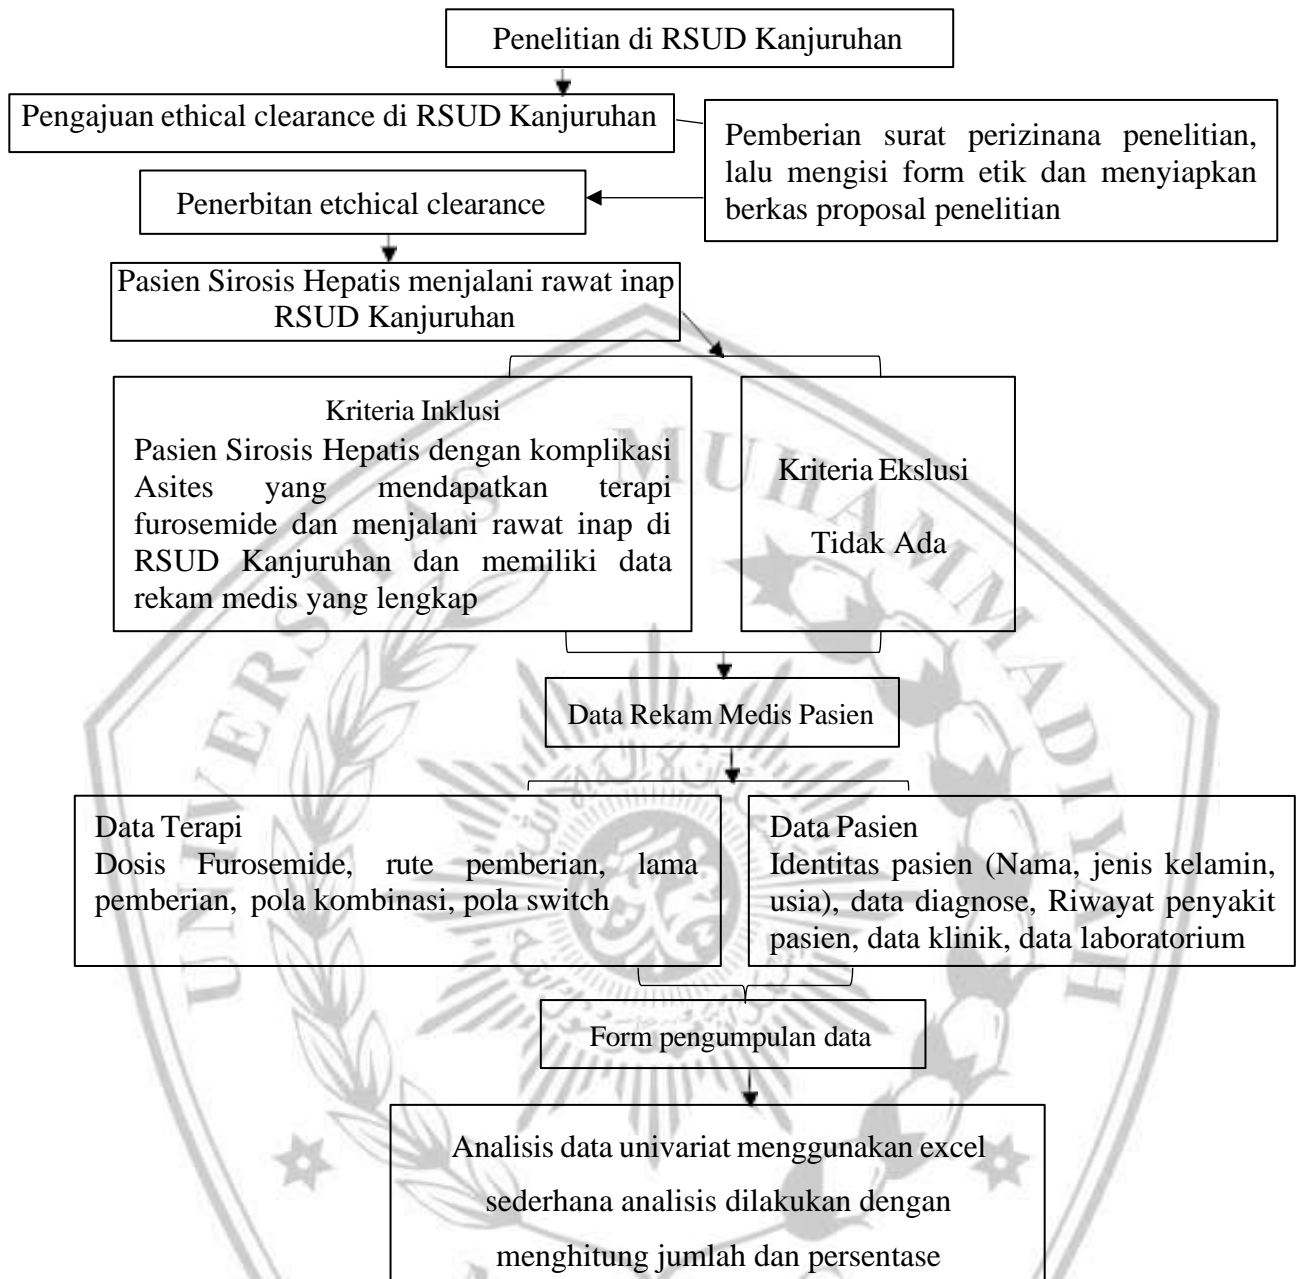 Penelitian di RSUD Kanjuruhan
Pengajuan ethical clearance di RSUD Kanjuruhan
Pemberian surat perizinana penelitian,
lalu mengisi form etik dan menyiapkan
berkas proposal penelitian
Penerbitan etchical clearance
Pasien Sirosis Hepatis menjalani rawat inap
RSUD Kanjuruhan
Kriteria Inklusi
Pasien Sirosis Hepatis dengan komplikasi
Asites yang mendapatkan terapi
furosemide dan menjalani rawat inap di
RSUD Kanjuruhan dan memiliki data
rekam medis yang lengkap
Kriteria Ekslusi
Tidak Ada
Data Rekam Medis Pasien
Data Terapi
Dosis Furosemide, rute pemberian, lama
pemberian, pola kombinasi, pola switch
Data Pasien
Identitas pasien (Nama, jenis kelamin,
usia), data diagnose, Riwayat penyakit
pasien, data klinik, data laboratorium
Form pengumpulan data
Analisis data univariat menggunakan excel
sederhana analisis dilakukan dengan
menghitung jumlah dan persentase
UNIVERSITAS MUHAMMADIYAH